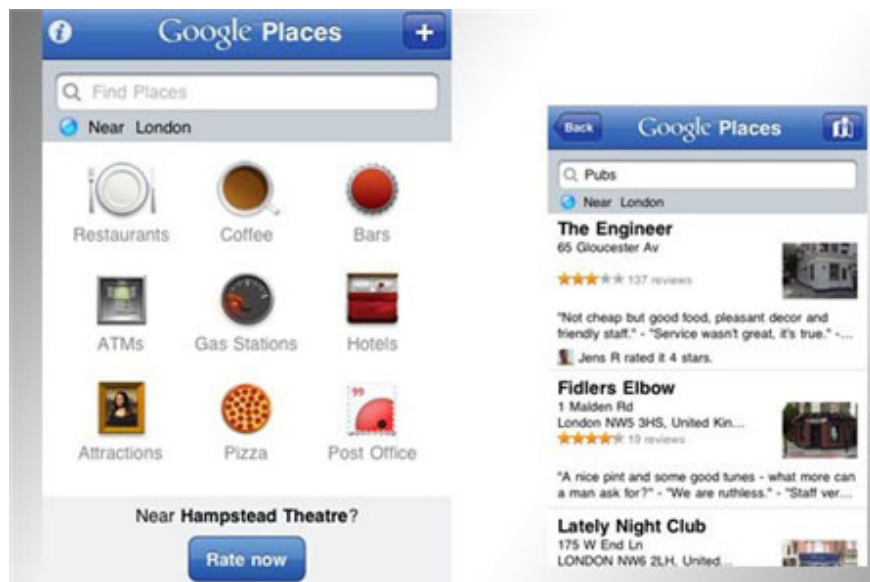 Google Places
+
Find Places
Near London
Restaurants
Coffee
Bars
ATMs
Gas Stations
Hotels
99
Attractions
Pizza
Post Office
Near Hampstead Theatre?
Rate now
Back
Google Places
Pubs
Near London
The Engineer
65 Gloucester Av
137 reviews
"Not cheap but good food, pleasant decor and
friendly staff." - "Service wasn't great, it's true." -...
Jens R rated it 4 stars.
Fidlers Elbow
1 Malden Rd
London NW5 3HS, United Kin...
19 reviews
"A nice pint and some good tunes - what more can
a man ask for?" - "We are ruthless." - "Staff ver...
Lately Night Club
175 W End Ln
LONDON NW6 2LH, United...